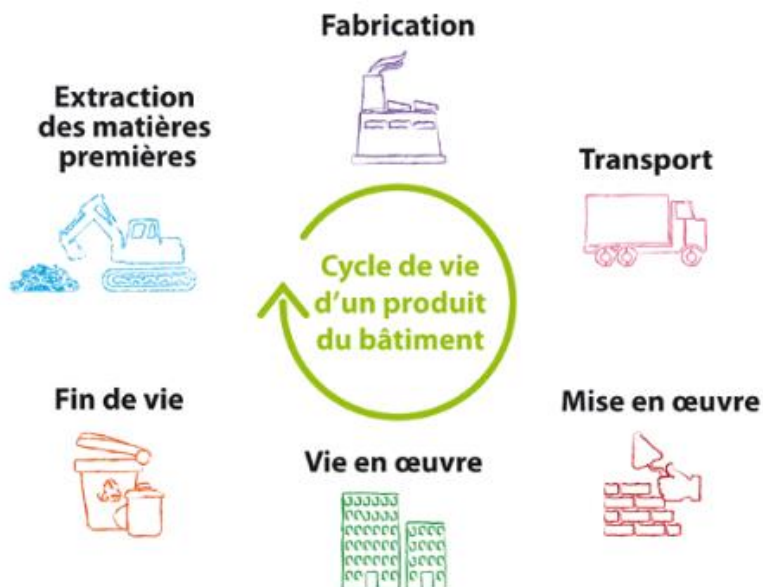 Fabrication
Extraction
des matières
premières
Transport
Cycle de vie
d'un produit
du bâtiment
Fin de vie
Mise en œuvre
Vie en œuvre